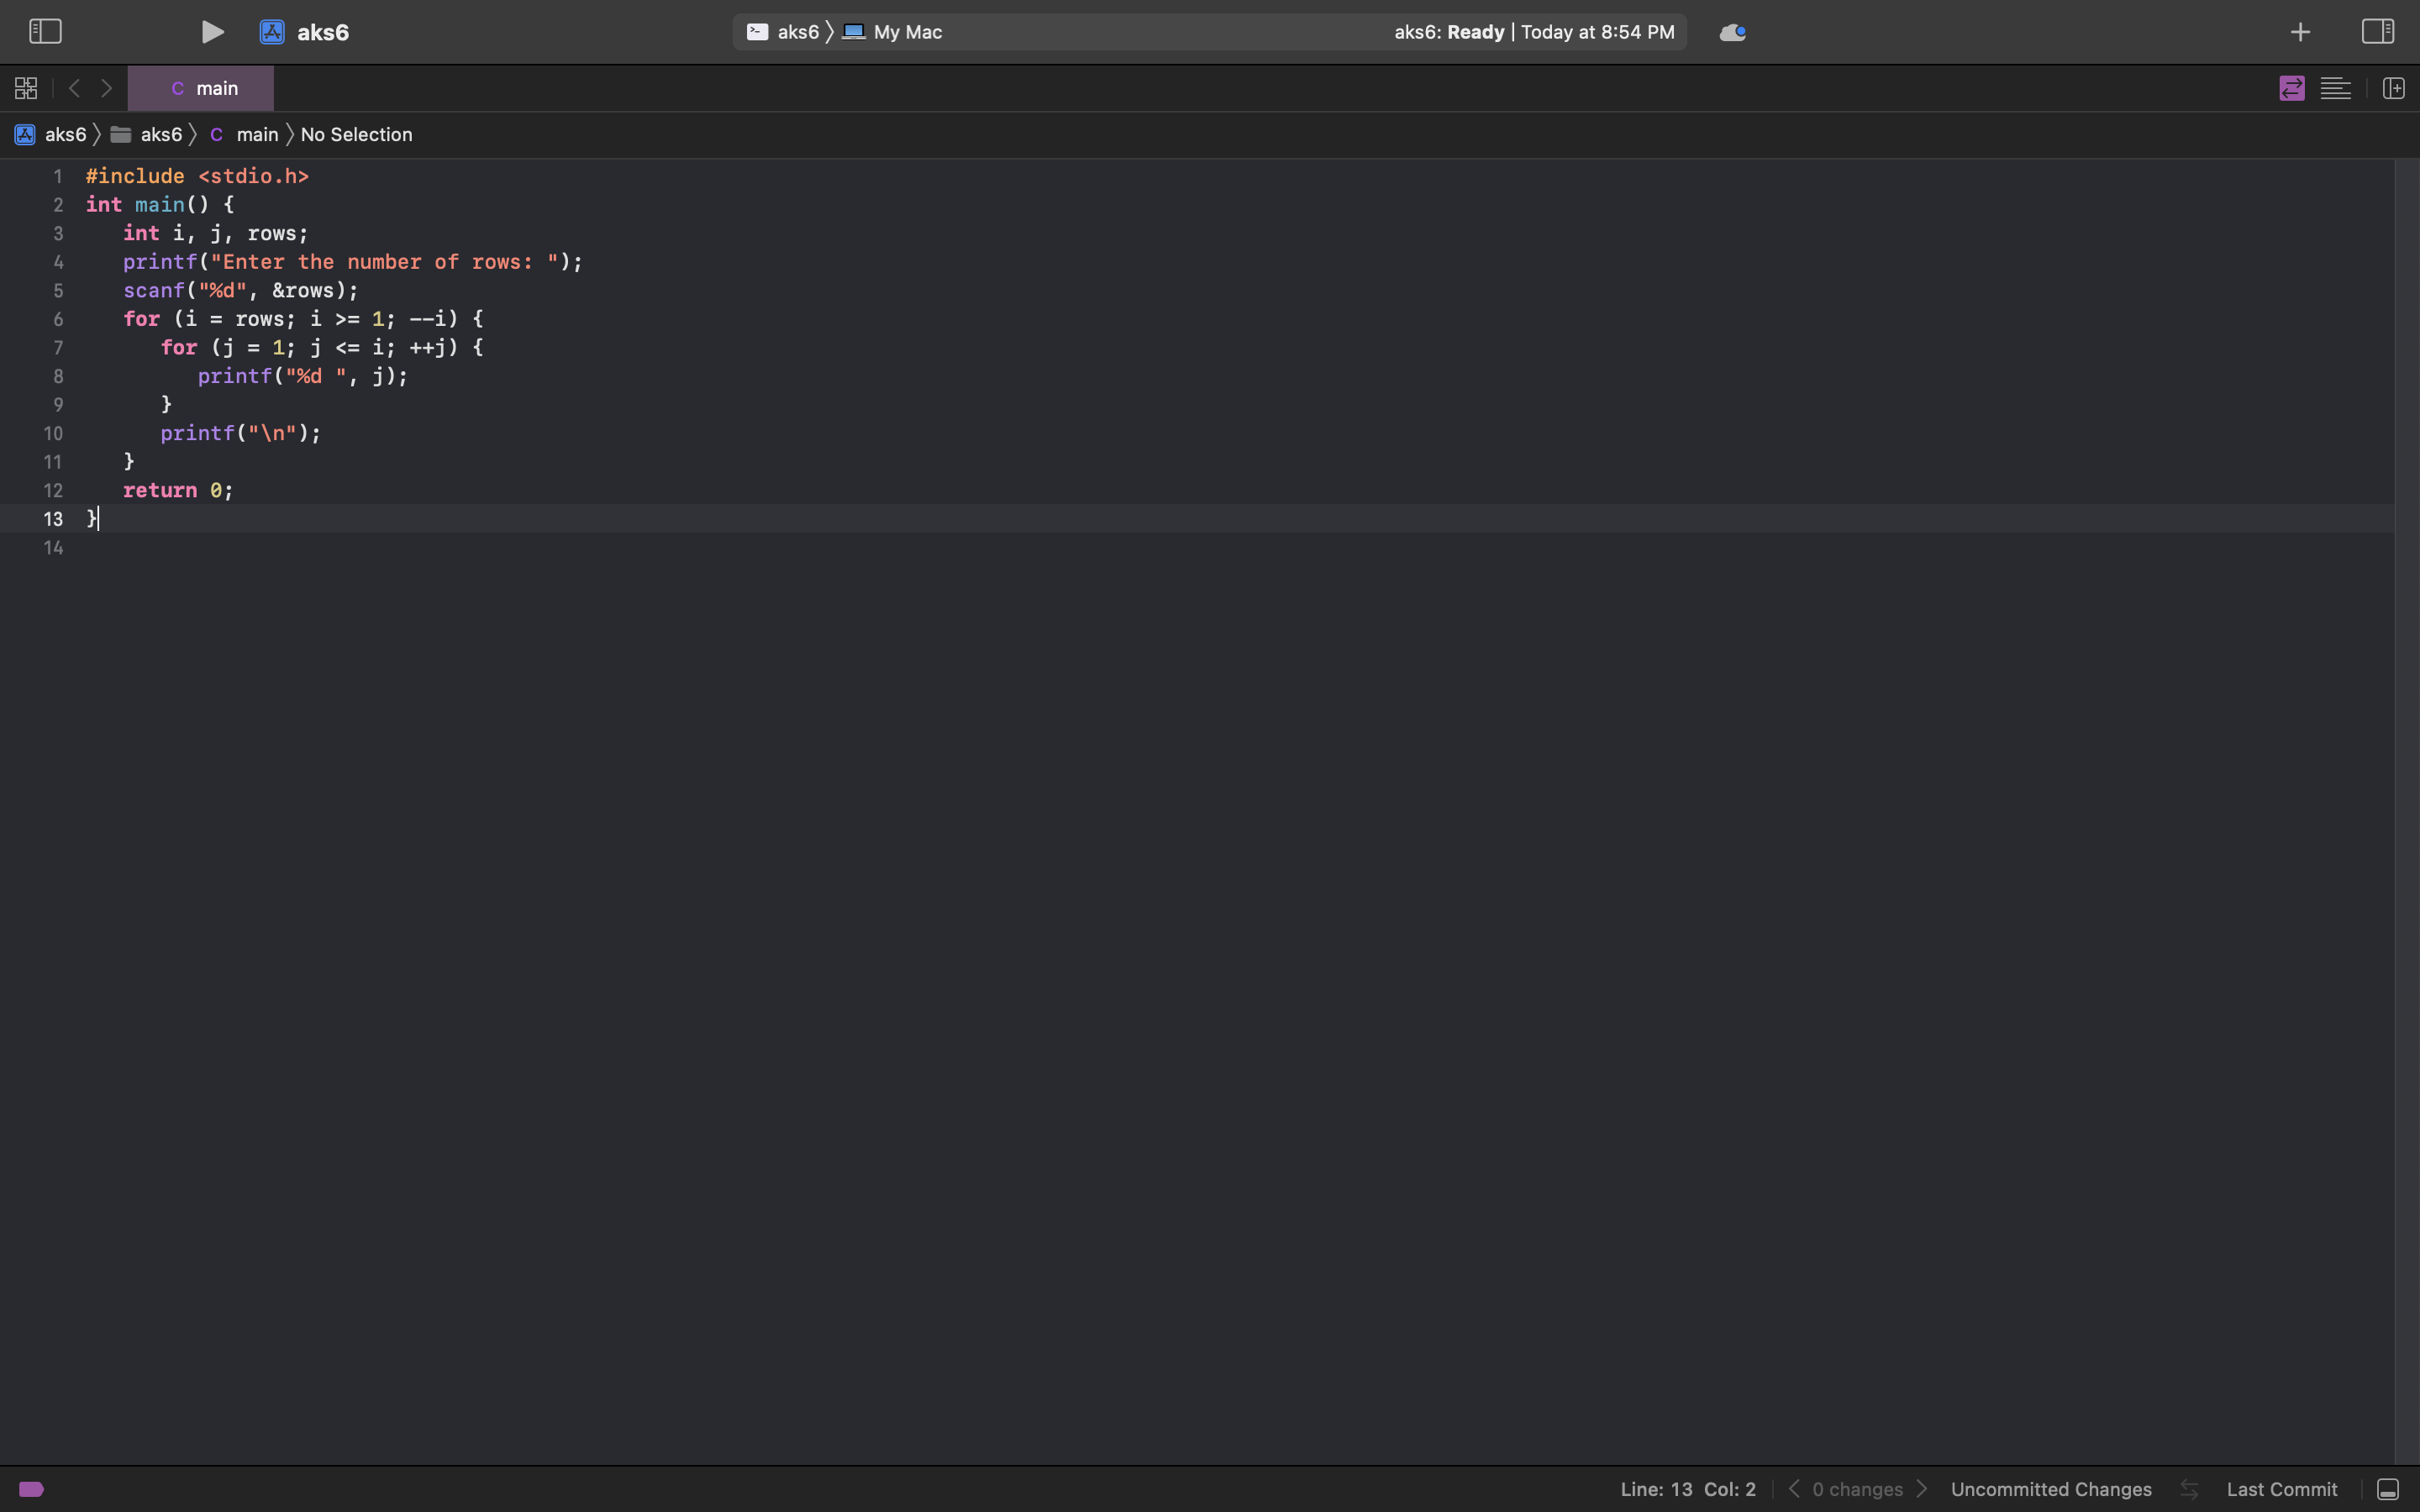 aks6
aks6 My Mac aks6: Ready | Today at 8:54 PM
C main
aks6 aks6 C main No Selection
1 #include <stdio.h>
2 int main() {
3    int i, j, rows;
4    printf("Enter the number of rows: ");
5    scanf("%d", &rows);
6    for (i = rows; i >= 1; --i) {
7       for (j = 1; j <= i; ++j) {
8          printf("%d ", j);
9       }
10       printf("\n");
11    }
12    return 0;
13 }
14
Line: 13 Col: 2 0 changes Uncommitted Changes Last Commit